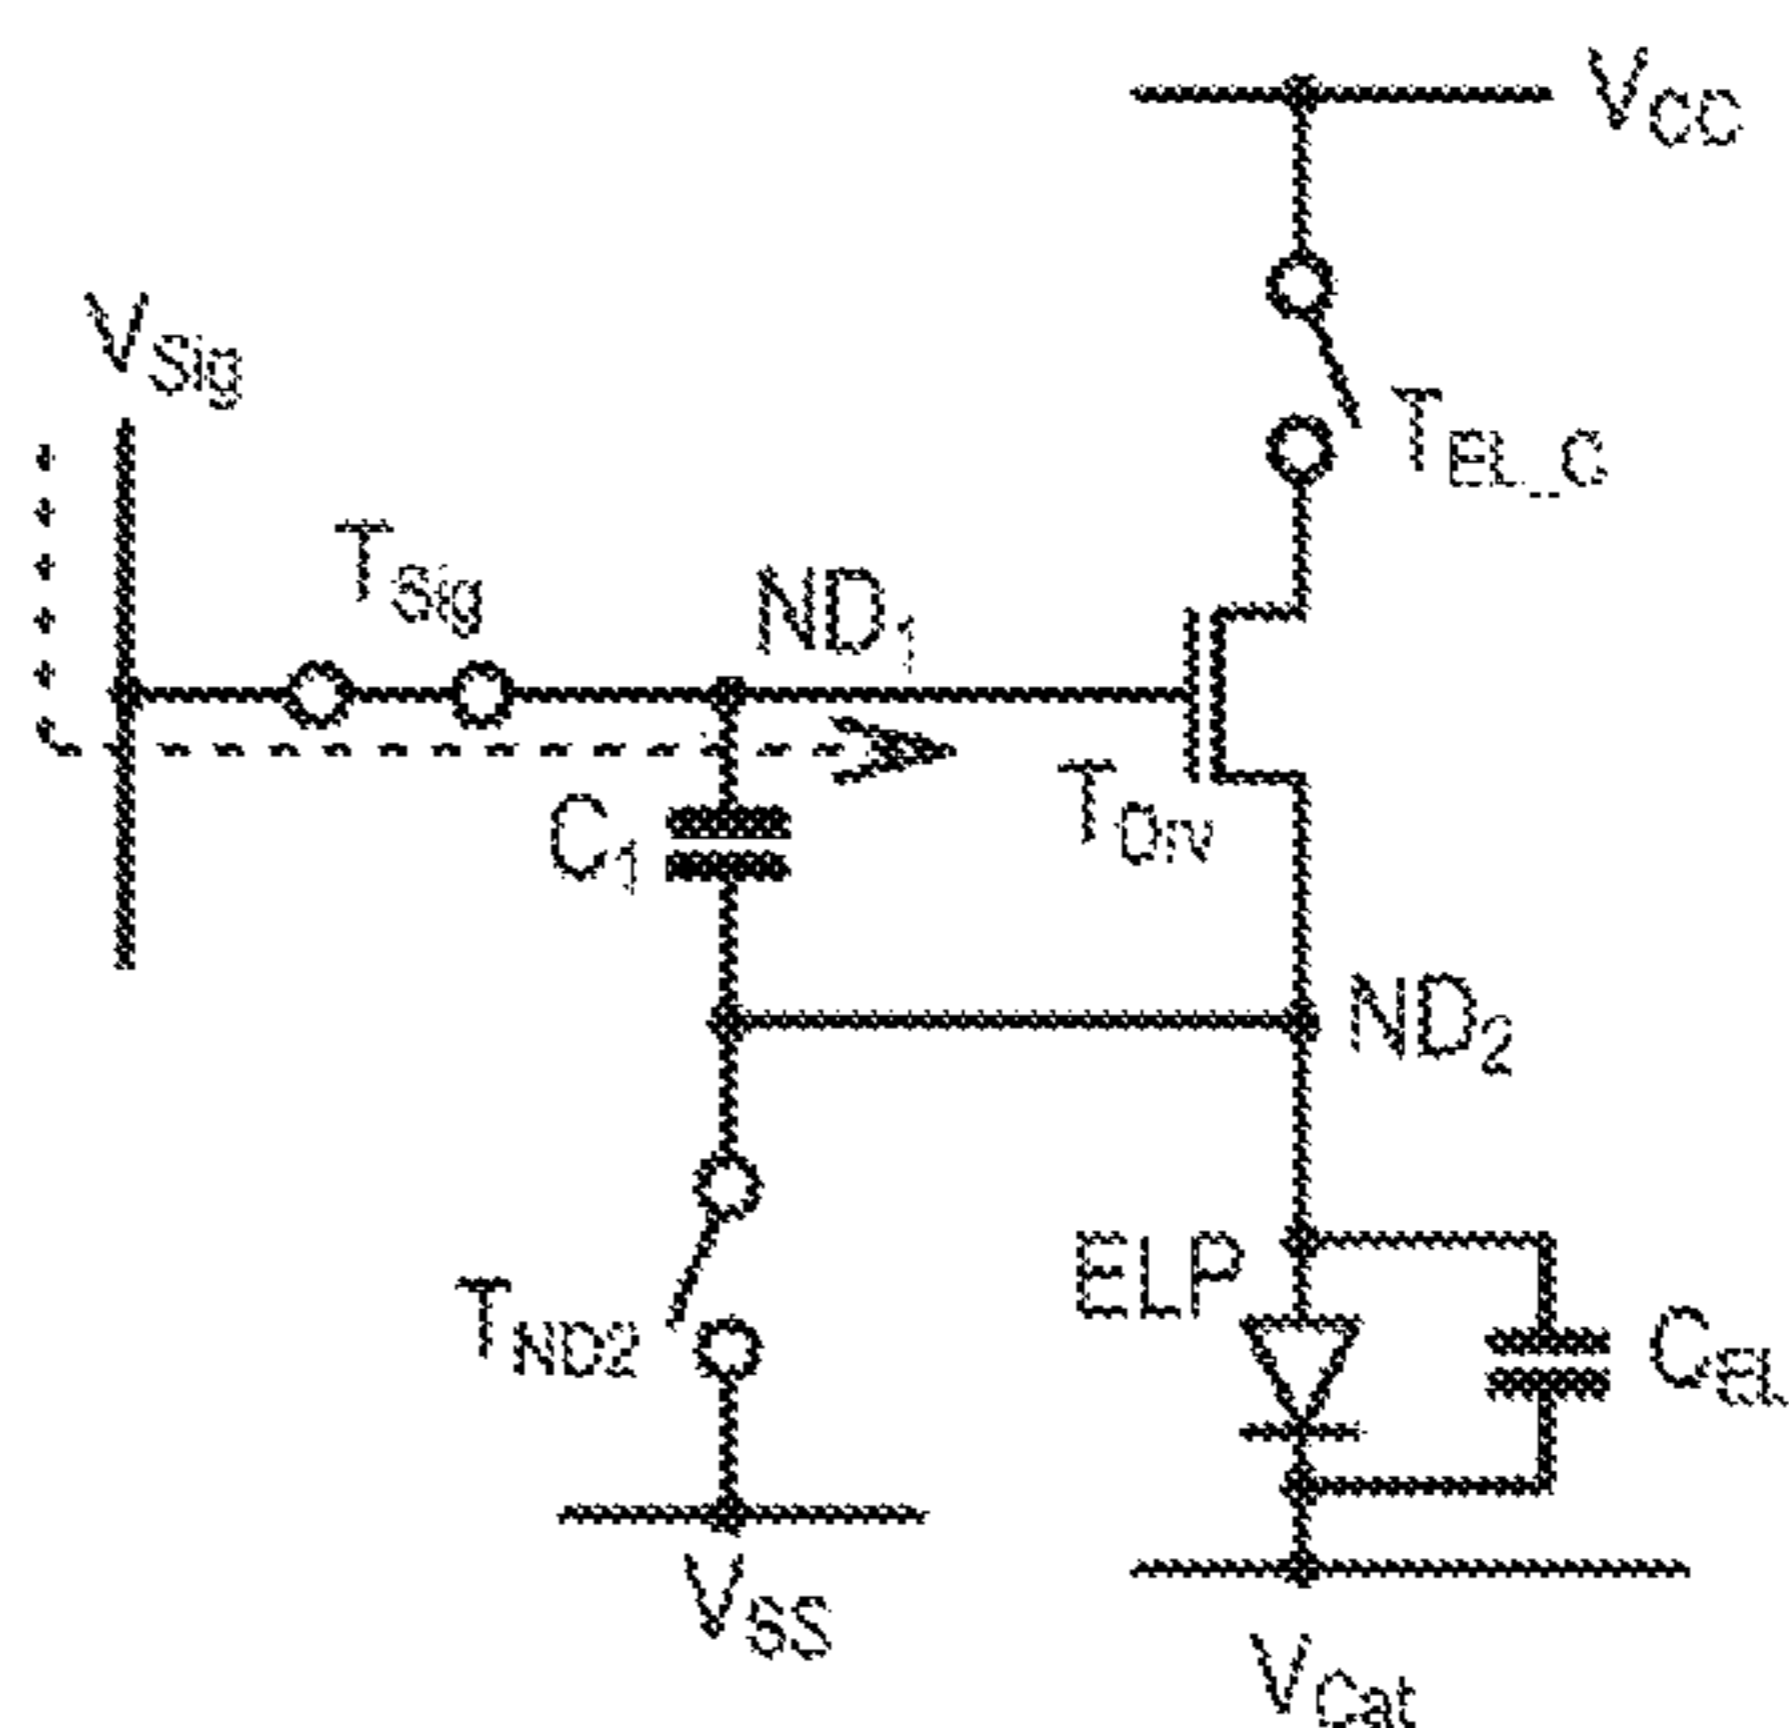 VCC
VSig
TEL_C
TSig
ND1
C1
TDrv
ND2
TND2
ELP
CEL
VSS
VCat